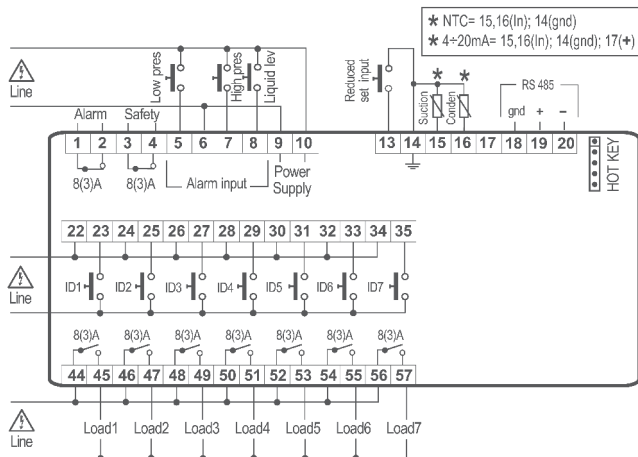 * NTC= 15,16(In); 14(gnd)
* 4÷20mA= 15,16(In); 14(gnd); 17(+)
Line
Low pres
High pres
Liquid lev
Reduced
set input
* *
Suction
Conden
RS 485
gnd + -
Alarm Safety
1 2 3 4 5 6 7 8 9 10
13 14 15 16 17 18 19 20
HOT KEY
8(3)A 8(3)A
Alarm input
Power
Supply
22 23 24 25 26 27 28 29 30 31 32 33 34 35
Line
ID1 ID2 ID3 ID4 ID5 ID6 ID7
8(3)A 8(3)A 8(3)A 8(3)A 8(3)A 8(3)A 8(3)A
44 45 46 47 48 49 50 51 52 53 54 55 56 57
Line
Load1 Load2 Load3 Load4 Load5 Load6 Load7